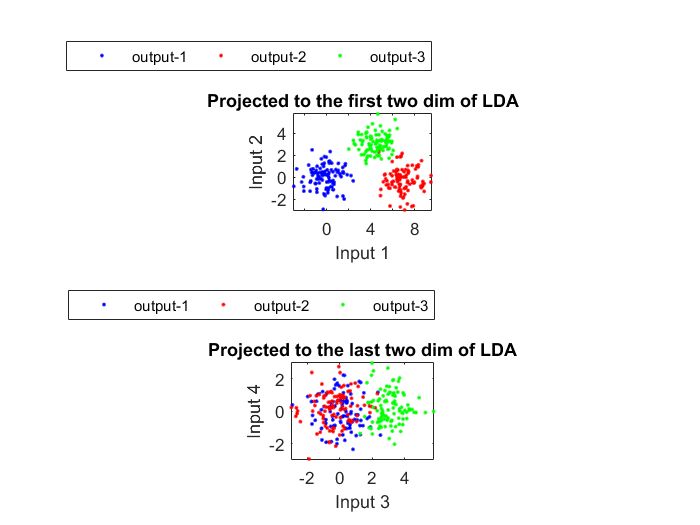 output-1 output-2 output-3
Projected to the first two dim of LDA
4
2
0
-2
Input 2
0 4 8
Input 1
output-1 output-2 output-3
Projected to the last two dim of LDA
2
0
-2
Input 4
-2 0 2 4
Input 3